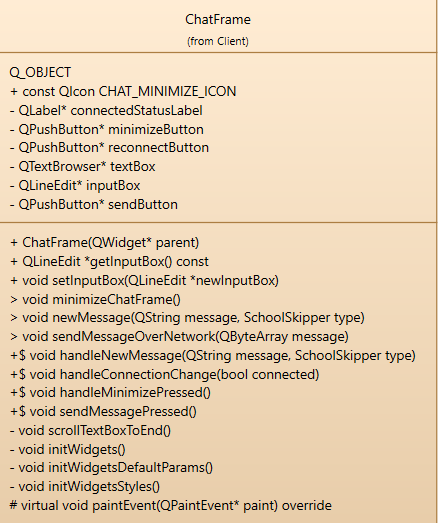 ChatFrame
(from Client)
Q_OBJECT
+ const QIcon CHAT_MINIMIZE_ICON
- QLabel* connectedStatusLabel
- QPushButton* minimizeButton
- QPushButton* reconnectButton
- QTextBrowser* textBox
- QLineEdit* inputBox
- QPushButton* sendButton
+ ChatFrame(QWidget* parent)
+ QLineEdit *getInputBox() const
+ void setInputBox(QLineEdit *newInputBox)
> void minimizeChatFrame()
> void newMessage(QString message, SchoolSkipper type)
> void sendMessageOverNetwork(QByteArray message)
+$ void handleNewMessage(QString message, SchoolSkipper type)
+$ void handleConnectionChange(bool connected)
+$ void handleMinimizePressed()
+$ void sendMessagePressed()
- void scrollTextBoxToEnd()
- void initWidgets()
- void initWidgetsDefaultParams()
- void initWidgetsStyles()
# virtual void paintEvent(QPaintEvent* paint) override